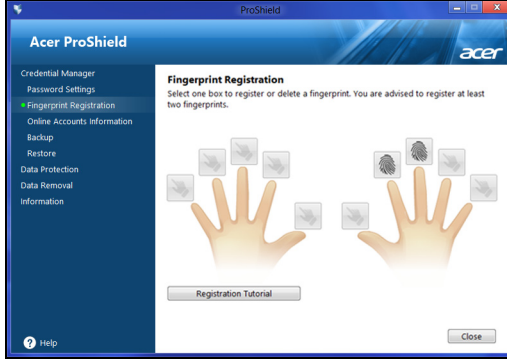 ProShield
Acer ProShield
acer
Credential Manager
Password Settings
Fingerprint Registration
Online Accounts Information
Backup
Restore
Data Protection
Data Removal
Information
Help
Fingerprint Registration
Select one box to register or delete a fingerprint. You are advised to register at least
two fingerprints.
Registration Tutorial
Close